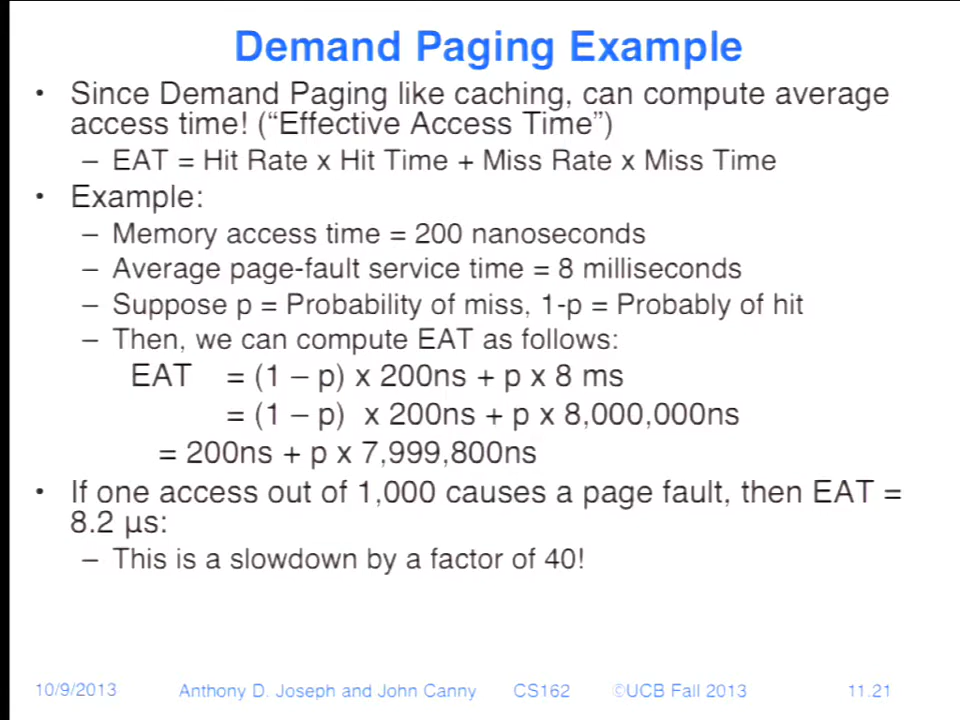 Demand Paging Example
• Since Demand Paging like caching, can compute average
access time! (“Effective Access Time”)
– EAT = Hit Rate x Hit Time + Miss Rate x Miss Time
• Example:
– Memory access time = 200 nanoseconds
– Average page-fault service time = 8 milliseconds
– Suppose p = Probability of miss, 1-p = Probably of hit
– Then, we can compute EAT as follows:
EAT = (1 – p) x 200ns + p x 8 ms
= (1 – p) x 200ns + p x 8,000,000ns
= 200ns + p x 7,999,800ns
• If one access out of 1,000 causes a page fault, then EAT =
8.2 μs:
– This is a slowdown by a factor of 40!
10/9/2013 Anthony D. Joseph and John Canny CS162 ©UCB Fall 2013 11.21